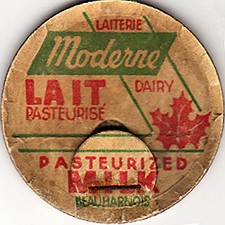 LAITERIE
Moderne
LAIT DAIRY
PASTEURISÉ
PASTEURIZED
MILK
BEAUHARNOIS